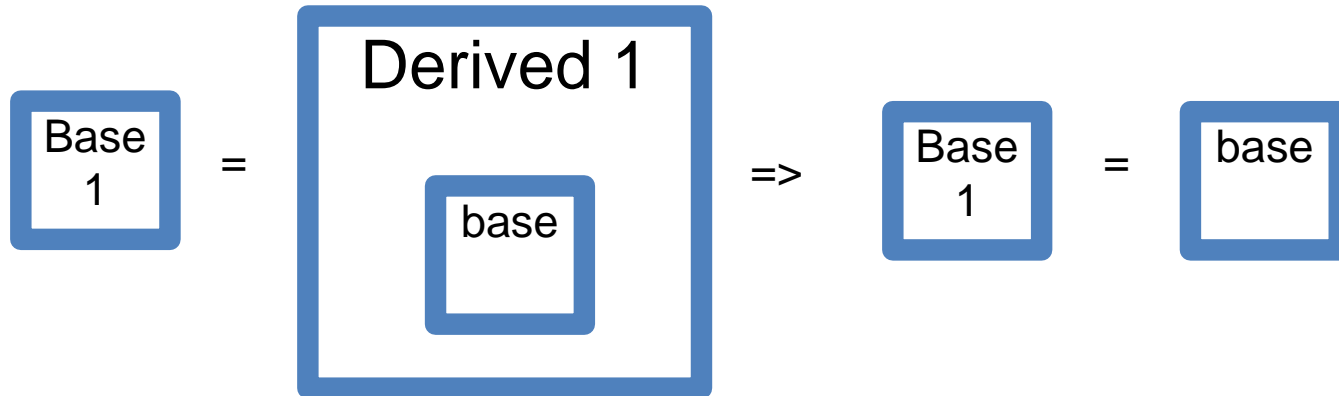 Base
1
=
Derived 1
base
=>
Base
1
=
base